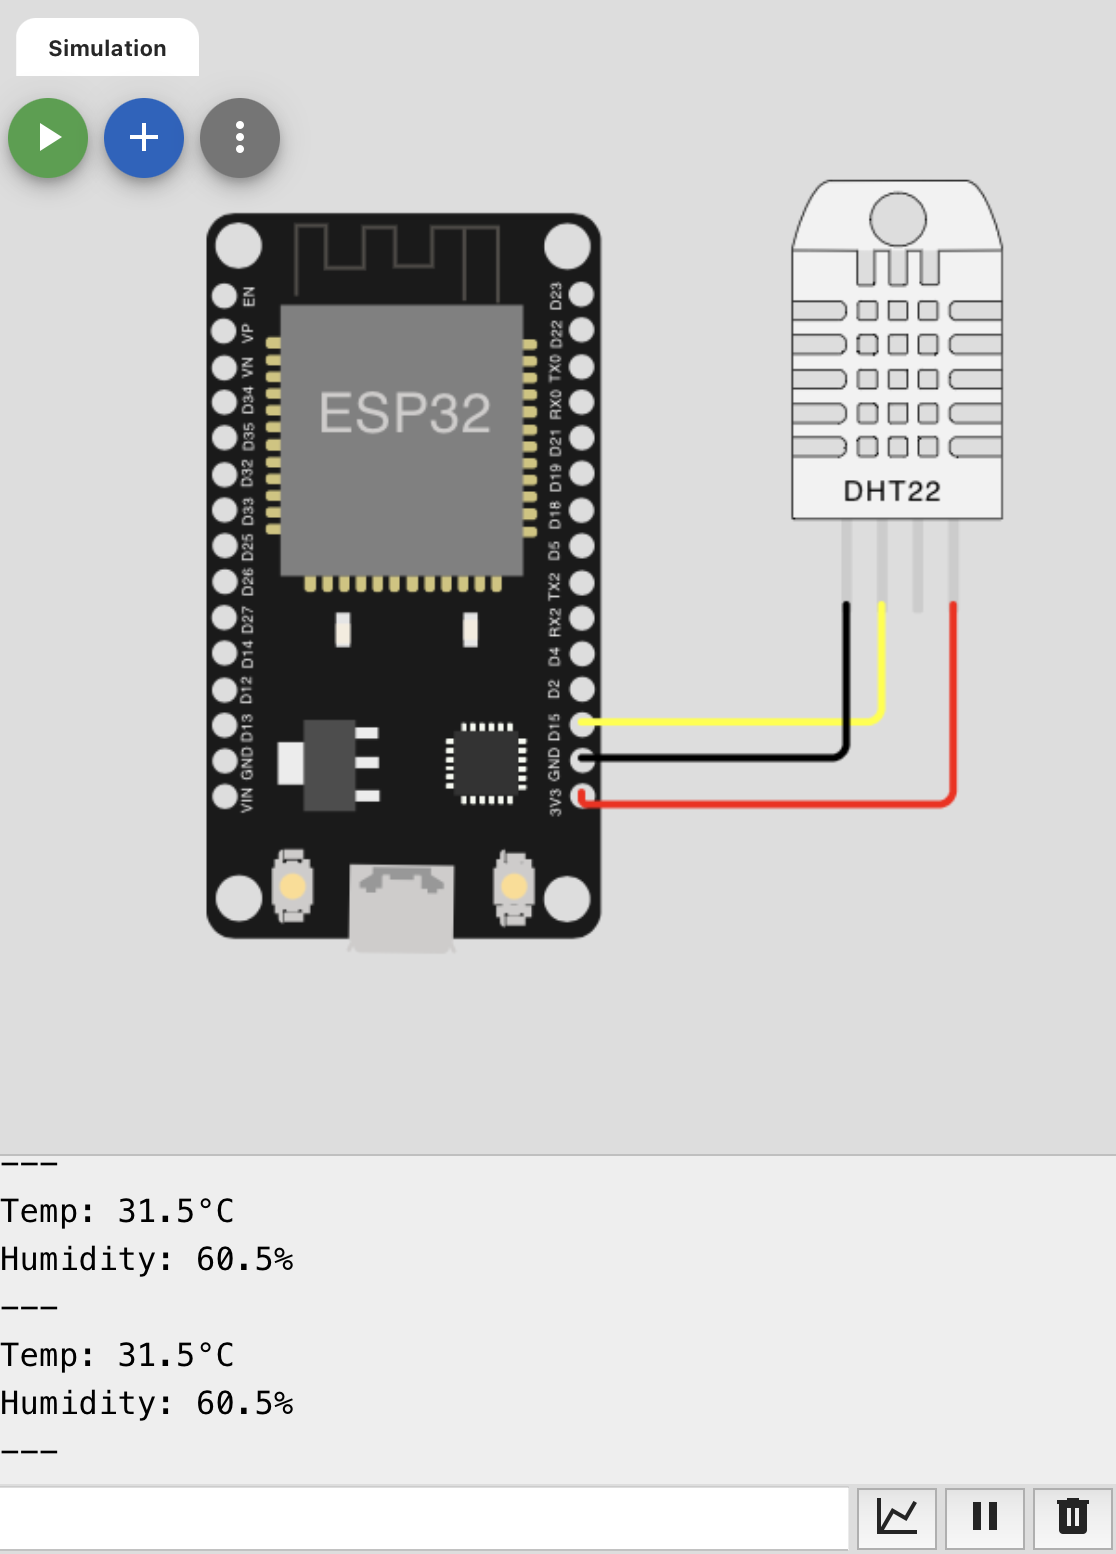 Simulation
ESP32
EN
VP
VN
D34
D35
D32
D33
D25
D26
D27
D14
D12
D13
GND
VIN
D23
D22
TX0
RX0
D21
D19
D18
D5
TX2
RX2
D4
D2
D15
GND
3V3
DHT22
---
Temp: 31.5°C
Humidity: 60.5%
---
Temp: 31.5°C
Humidity: 60.5%
---